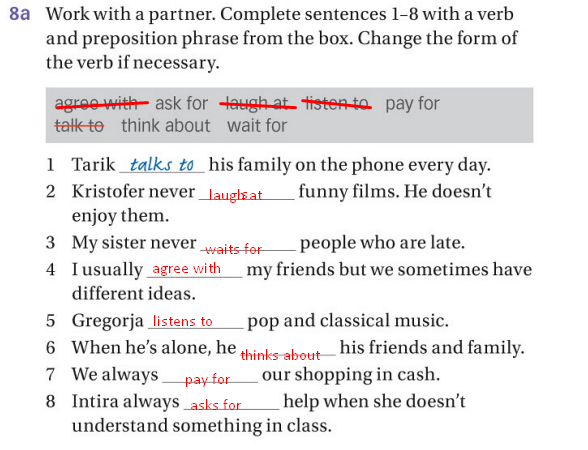 8a Work with a partner. Complete sentences 1–8 with a verb
and preposition phrase from the box. Change the form of
the verb if necessary.
agree with ask for laugh at listen to pay for
talk to think about wait for
1 Tarik talks to his family on the phone every day.
2 Kristofer never laughs at funny films. He doesn't
enjoy them.
3 My sister never waits for people who are late.
4 I usually agree with my friends but we sometimes have
different ideas.
5 Gregorja listens to pop and classical music.
6 When he's alone, he thinks about his friends and family.
7 We always pay for our shopping in cash.
8 Intira always asks for help when she doesn't
understand something in class.